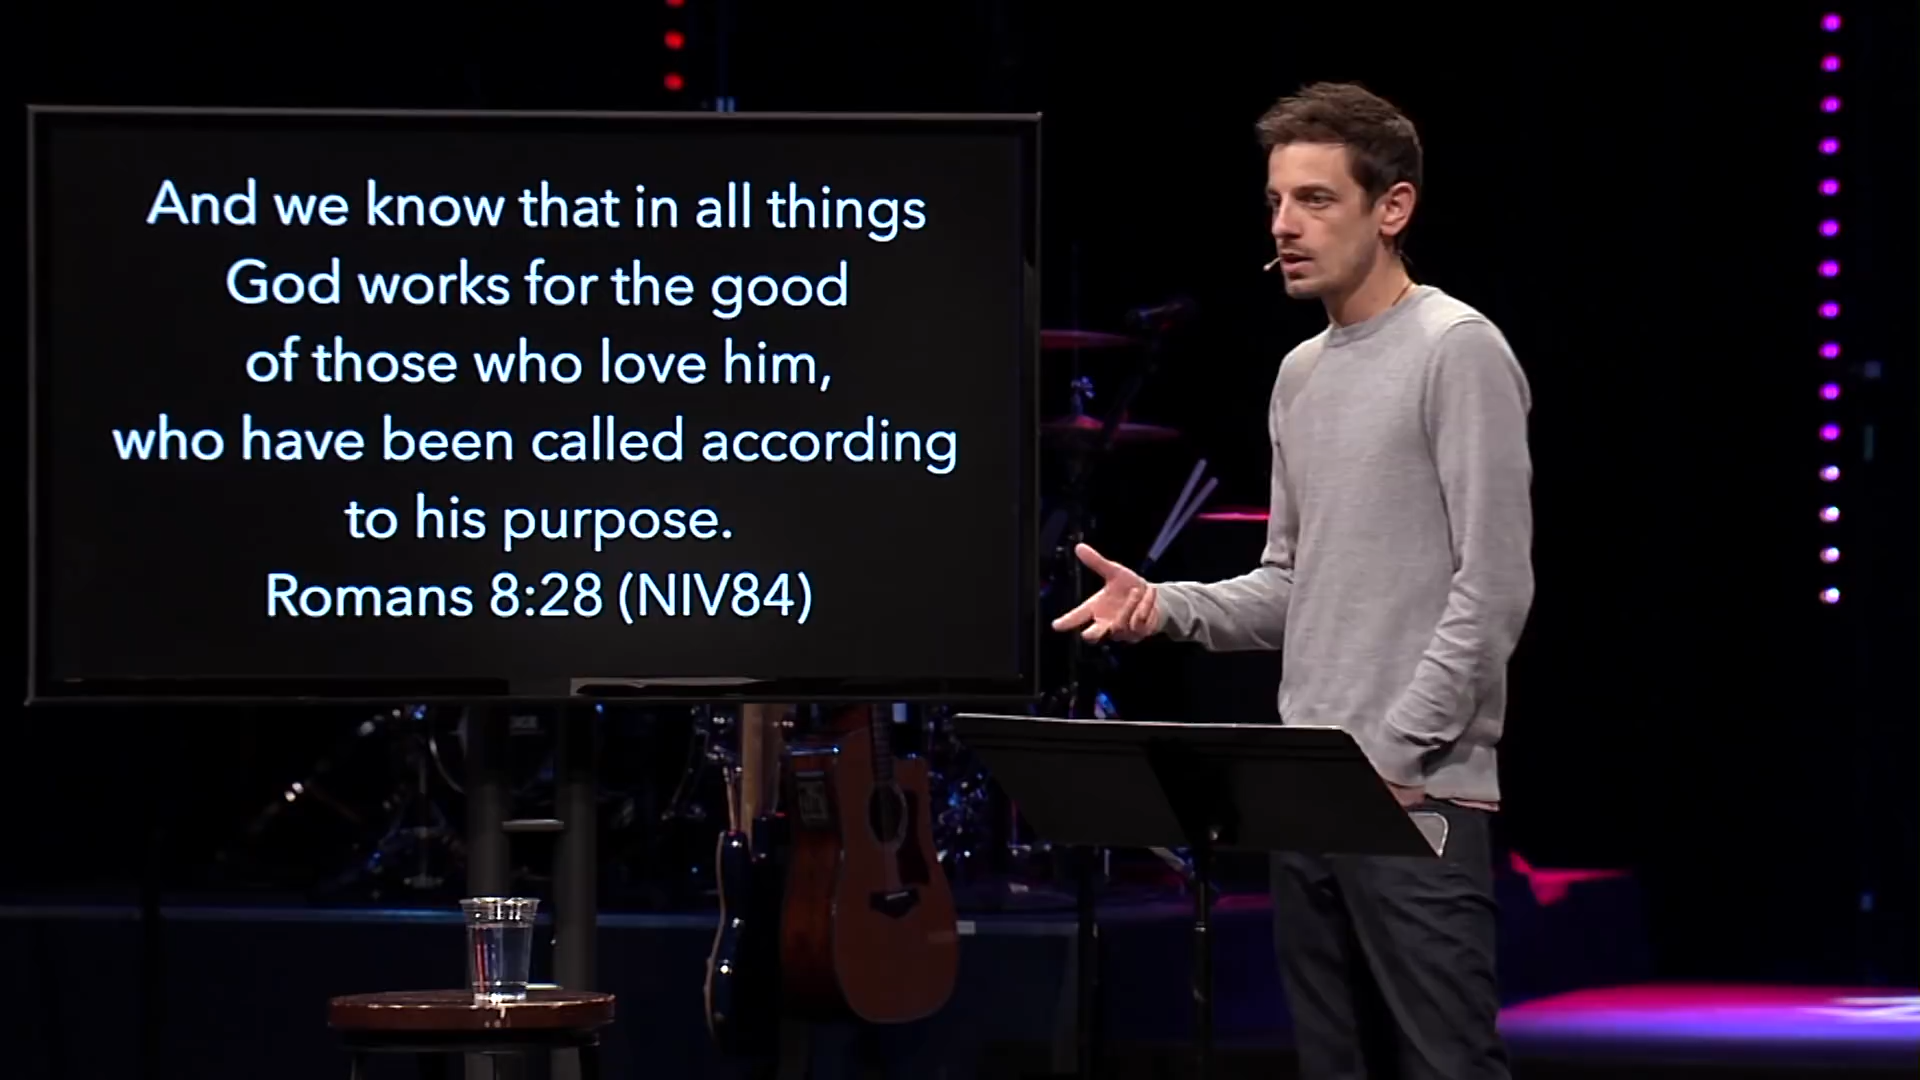 And we know that in all things
God works for the good
of those who love him,
who have been called according
to his purpose.
Romans 8:28 (NIV84)